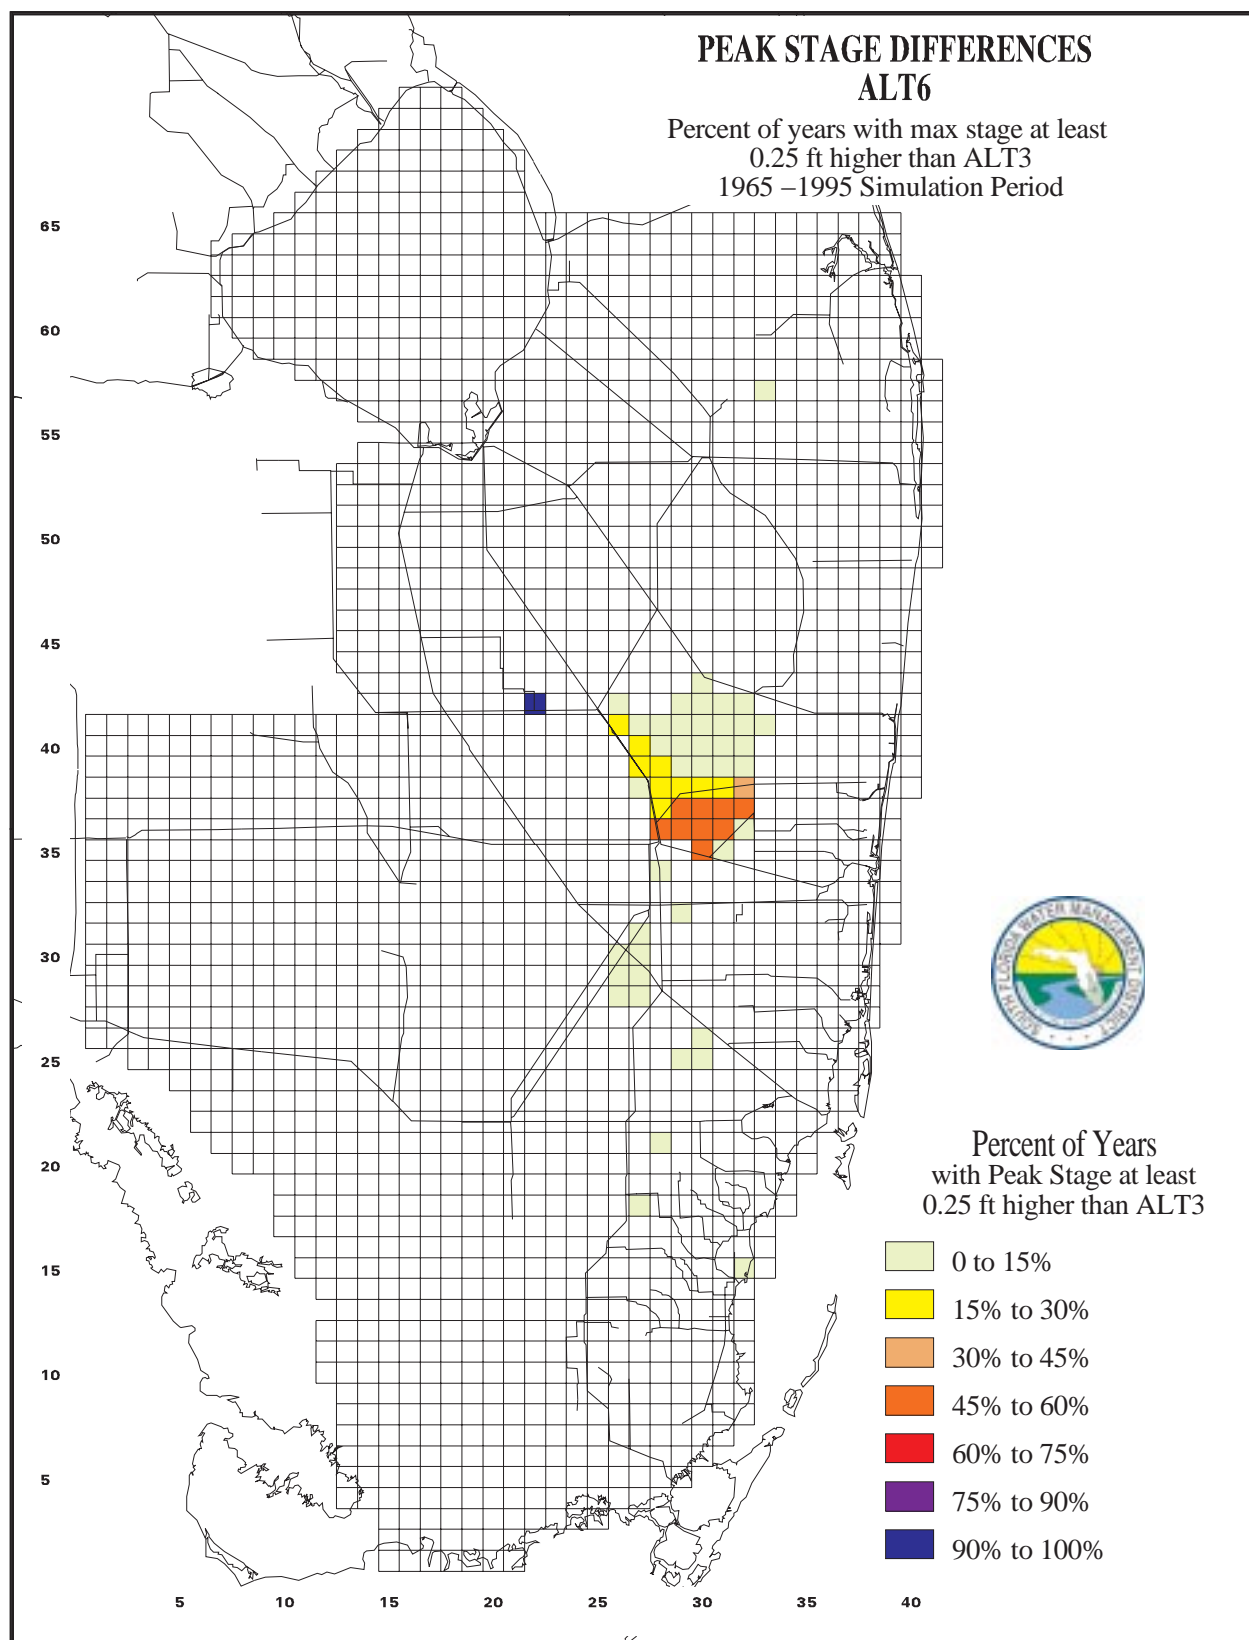 PEAK STAGE DIFFERENCES
ALT6
Percent of years with max stage at least
0.25 ft higher than ALT3
1965 –1995 Simulation Period
65
60
55
50
45
40
35
30
25
20
15
10
5
SOUTH FLORIDA WATER MANAGEMENT DISTRICT
Percent of Years
with Peak Stage at least
0.25 ft higher than ALT3
0 to 15%
15% to 30%
30% to 45%
45% to 60%
60% to 75%
75% to 90%
90% to 100%
5 10 15 20 25 30 35 40